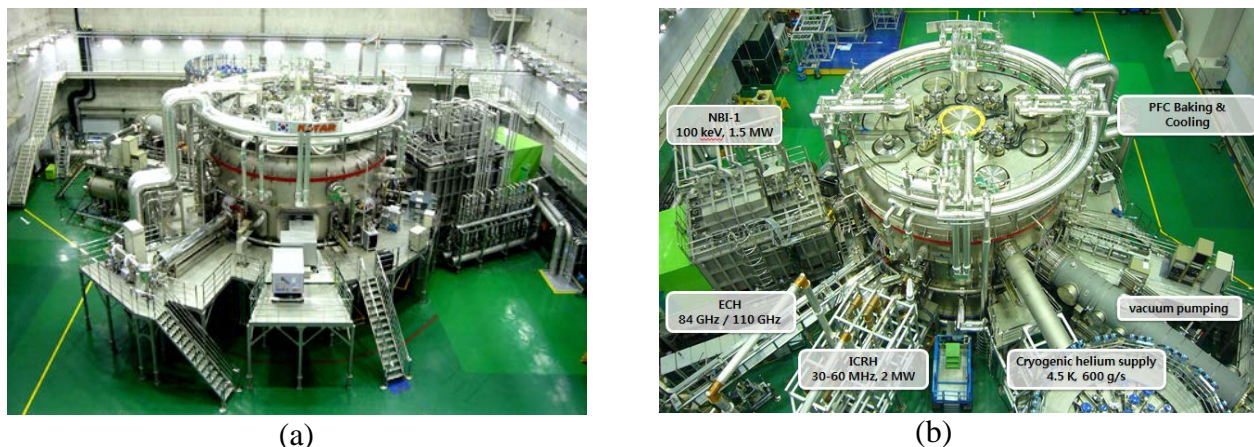 KSTAR
NBI-1
100 keV, 1.5 MW
PFC Baking &
Cooling
ECH
84 GHz / 110 GHz
vacuum pumping
ICRH
30-60 MHz, 2 MW
Cryogenic helium supply
4.5 K, 600 g/s
(a)
(b)